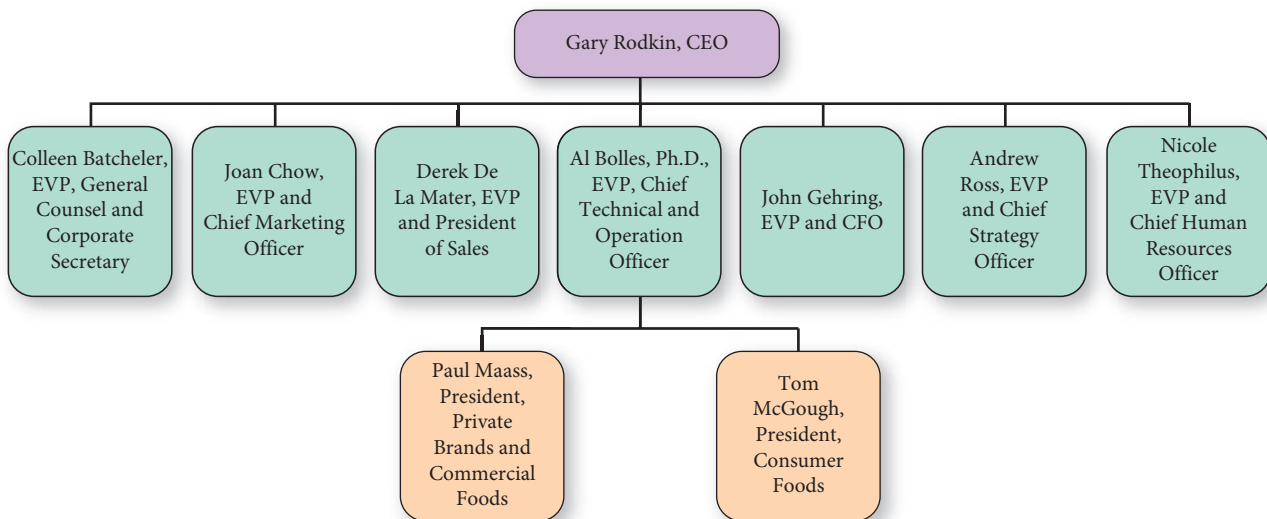 Gary Rodkin, CEO
Colleen Batcheler,
EVP, General
Counsel and
Corporate
Secretary
Joan Chow,
EVP and
Chief Marketing
Officer
Derek De
La Mater, EVP
and President
of Sales
Al Bolles, Ph.D.,
EVP, Chief
Technical and
Operation
Officer
John Gehring,
EVP and CFO
Andrew
Ross, EVP
and Chief
Strategy
Officer
Nicole
Theophilus,
EVP and
Chief Human
Resources
Officer
Paul Maass,
President,
Private
Brands and
Commercial
Foods
Tom
McGough,
President,
Consumer
Foods